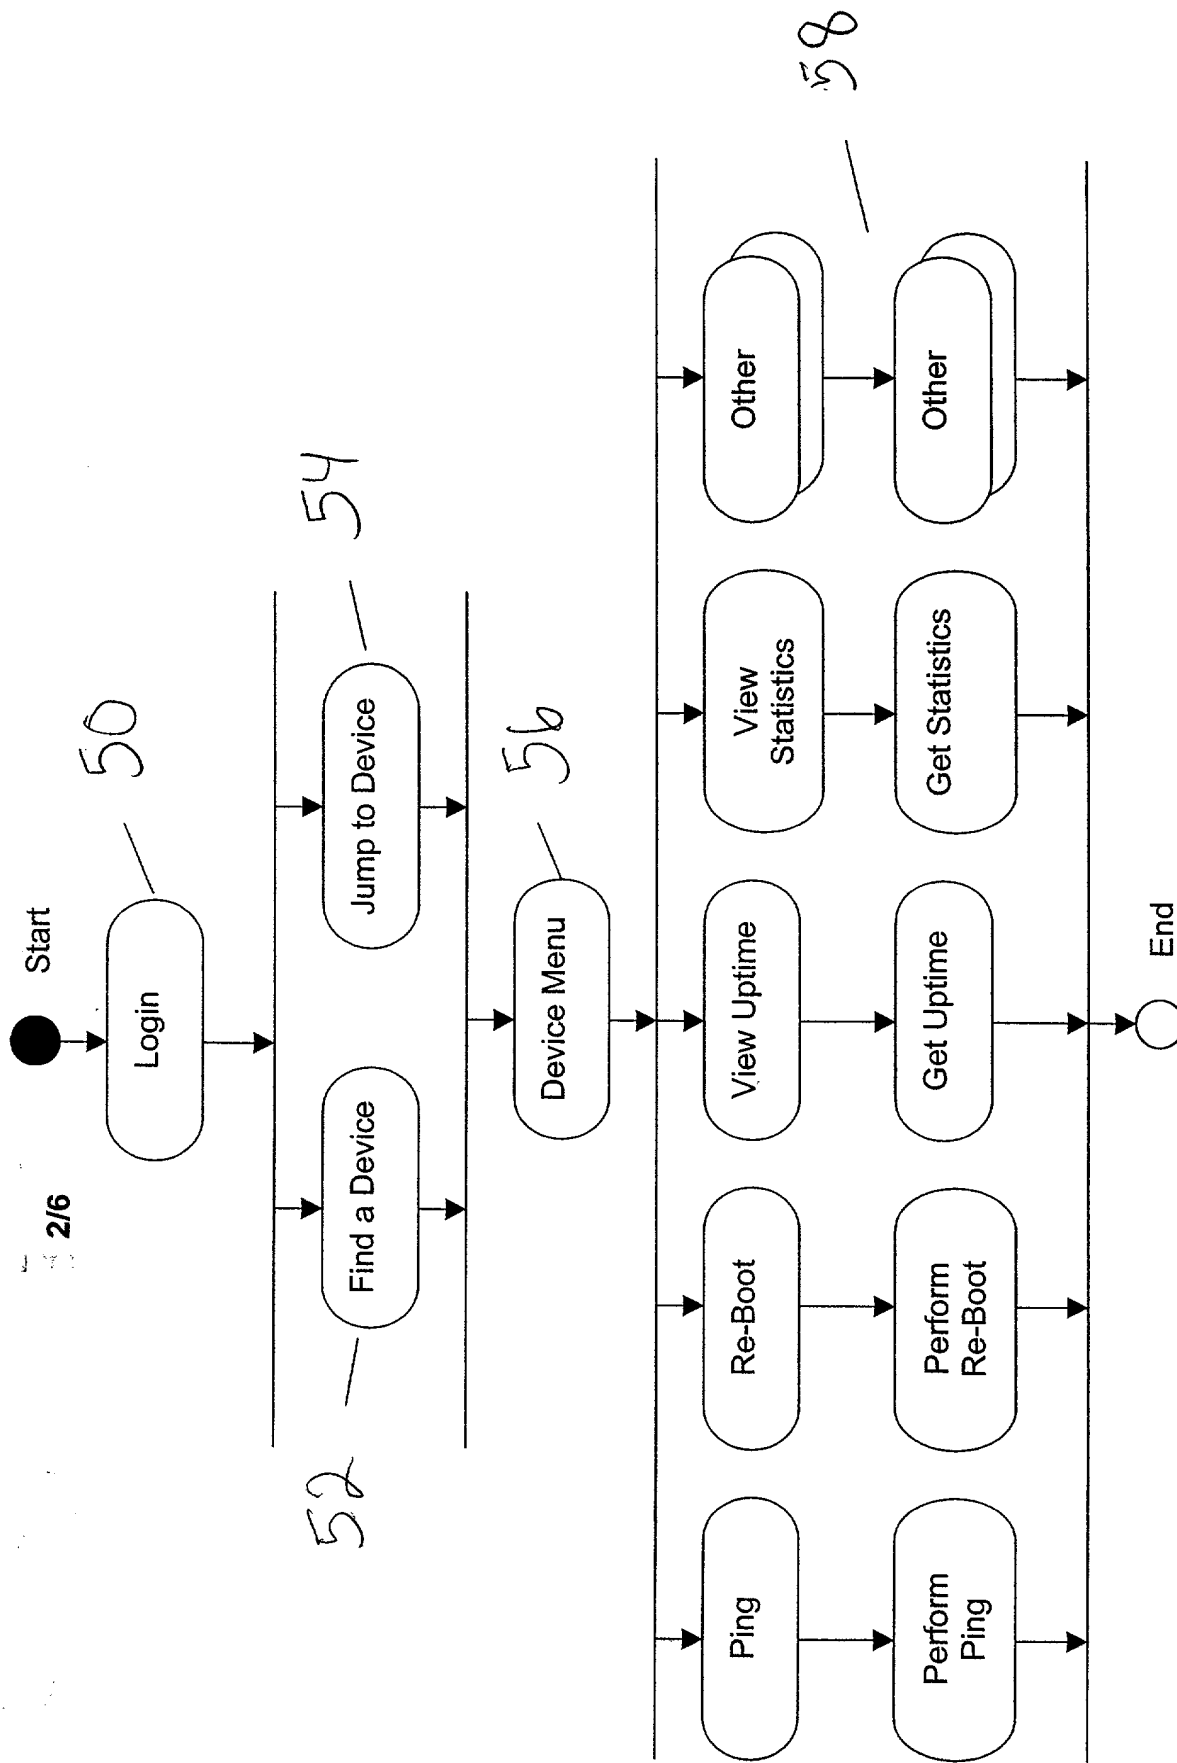 2/6
Start
50
Login
52
Find a Device
Jump to Device
54
Device Menu
56
Ping
Re-Boot
View Uptime
View
Statistics
Other
58
Perform
Ping
Perform
Re-Boot
Get Uptime
Get Statistics
Other
End